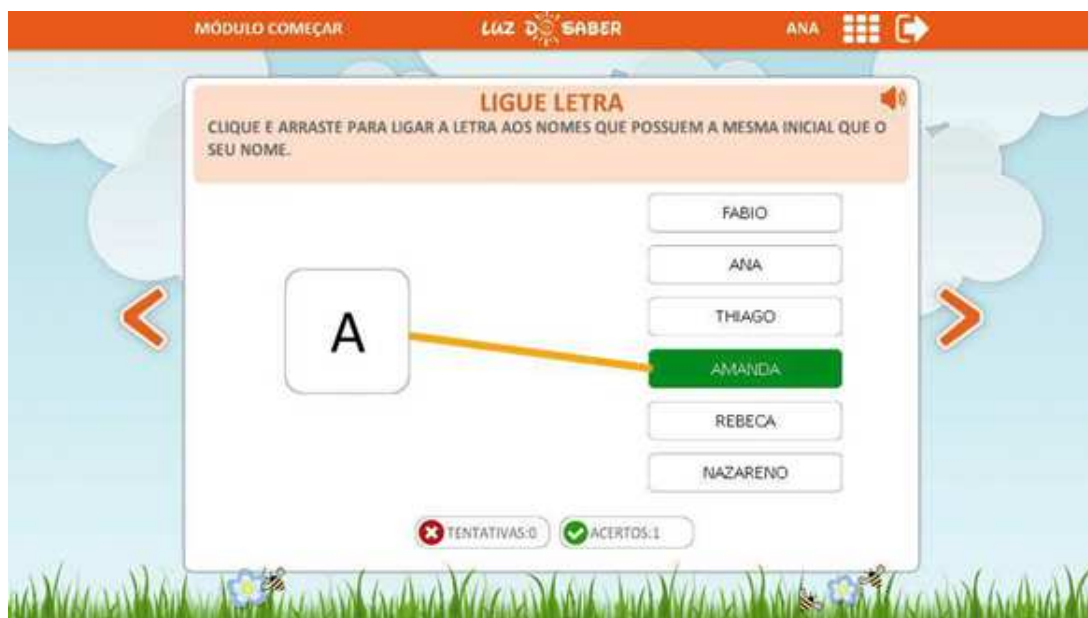 MÓDULO COMEÇAR LUZ DO SABER ANA
LIGUE LETRA
CLIQUE E ARRASTE PARA LIGAR A LETRA AOS NOMES QUE POSSUEM A MESMA INICIAL QUE O
SEU NOME.
FABIO
ANA
THIAGO
A
AMANDA
REBECA
NAZARENO
TENTATIVAS:0 ACERTOS:1